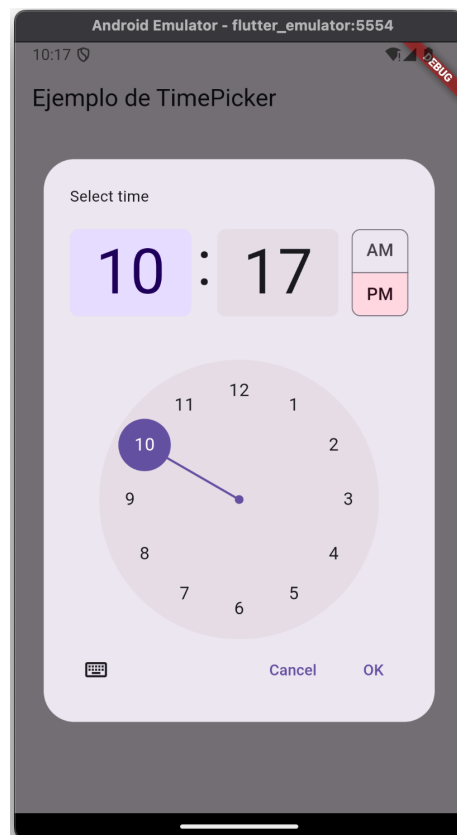 Android Emulator - flutter_emulator:5554
10:17
DEBUG
Ejemplo de TimePicker
Select time
10 : 17
AM
PM
12
11
1
10
2
9
3
8
4
7
5
6
Cancel
OK